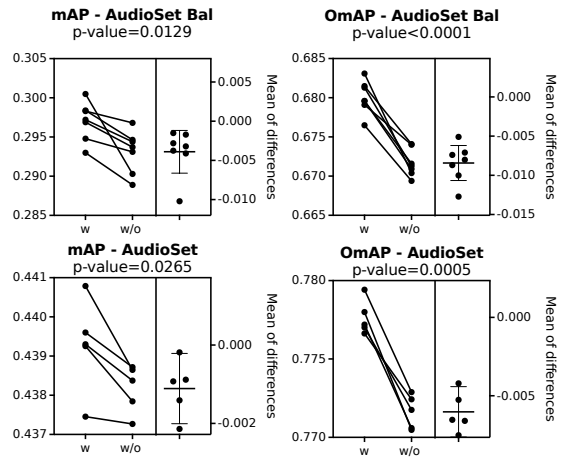 mAP - AudioSet Bal
p-value=0.0129
0.305
0.300
0.295
0.290
0.285
w
w/o
0.005
0.000
-0.005
-0.010
Mean of differences
OmAP - AudioSet Bal
p-value<0.0001
0.685
0.680
0.675
0.670
0.665
w
w/o
0.000
-0.005
-0.010
-0.015
Mean of differences
mAP - AudioSet
p-value=0.0265
0.441
0.440
0.439
0.438
0.437
w
w/o
0.000
-0.002
Mean of differences
OmAP - AudioSet
p-value=0.0005
0.780
0.775
0.770
w
w/o
0.000
-0.005
Mean of differences